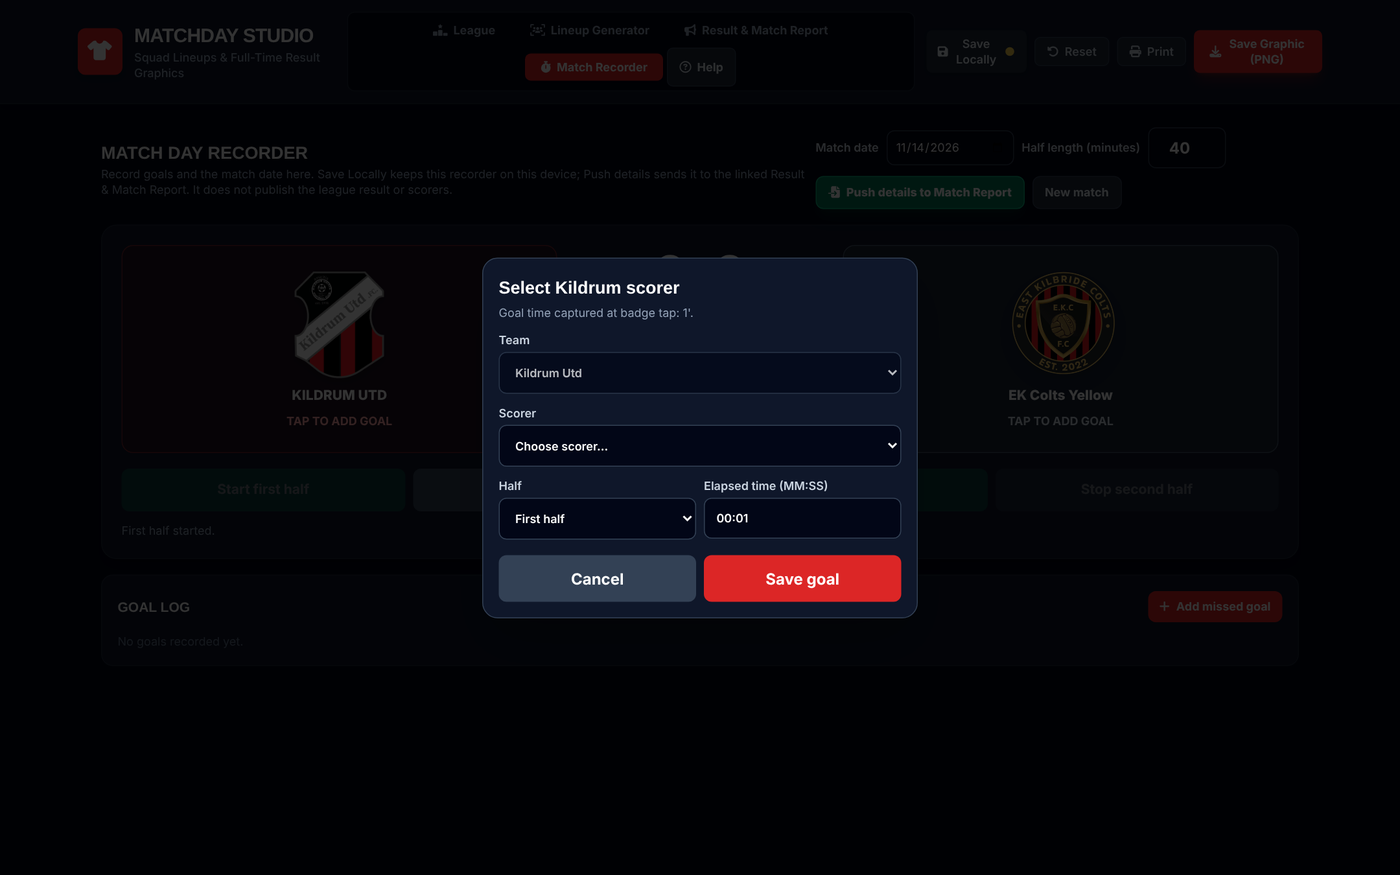 MATCHDAY STUDIO
Squad Lineups & Full-Time Result
Graphics
League
Lineup Generator
Result & Match Report
Match Recorder
Help
Save
Locally
Reset
Print
Save Graphic
(PNG)
MATCH DAY RECORDER
Record goals and the match date here. Save Locally keeps this recorder on this device; Push details sends it to the linked Result
& Match Report. It does not publish the league result or scorers.
Match date
11/14/2026
Half length (minutes)
40
Push details to Match Report
New match
Kildrum Utd
KILDRUM UTD
TAP TO ADD GOAL
EAST KILBRIDE COLTS
E.K.C
F.C
EST. 2022
EK Colts Yellow
TAP TO ADD GOAL
Start first half
Stop second half
First half started.
Select Kildrum scorer
Goal time captured at badge tap: 1'.
Team
Kildrum Utd
Scorer
Choose scorer...
Half
Elapsed time (MM:SS)
First half
00:01
Cancel
Save goal
GOAL LOG
Add missed goal
No goals recorded yet.